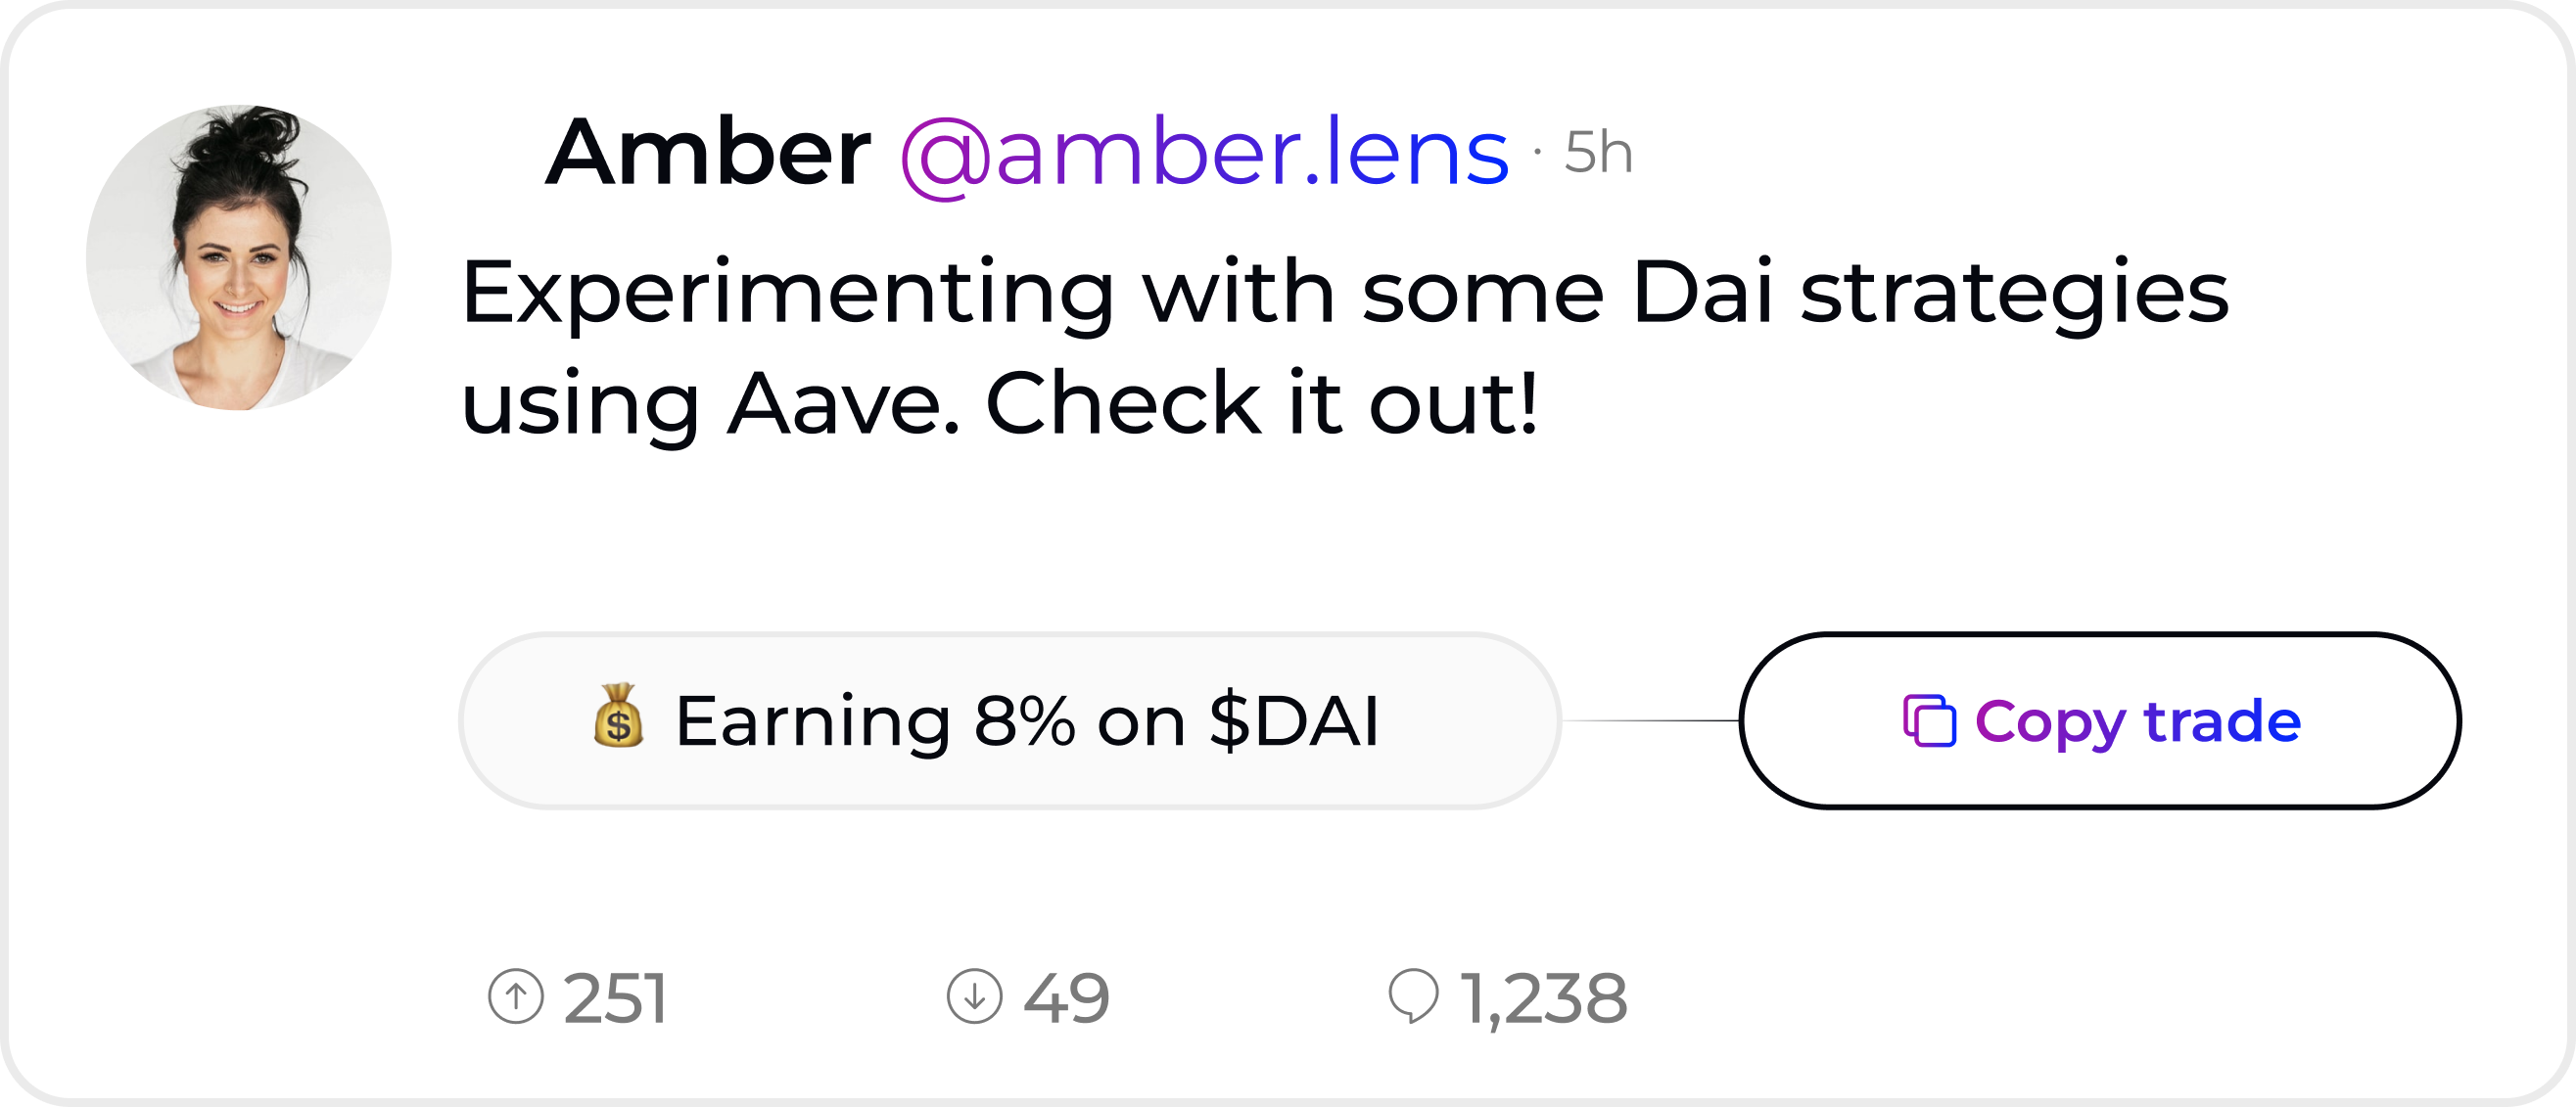 Amber @amber.lens · 5h
Experimenting with some Dai strategies
using Aave. Check it out!
💰 Earning 8% on $DAI
Copy trade
251
49
1,238